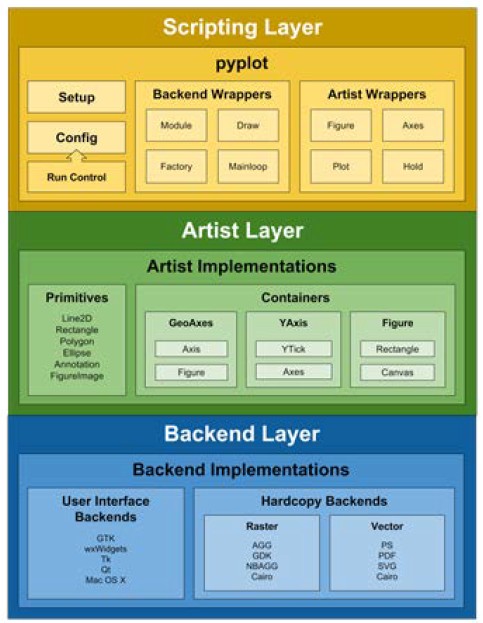 Scripting Layer
pyplot
Setup
Config
Run Control
Backend Wrappers
Module
Draw
Factory
Mainloop
Artist Wrappers
Figure
Axes
Plot
Hold
Artist Layer
Artist Implementations
Primitives
Line2D
Rectangle
Polygon
Ellipse
Annotation
FigureImage
Containers
GeoAxes
Axis
Figure
YAxis
YTick
Axes
Figure
Rectangle
Canvas
Backend Layer
Backend Implementations
User Interface
Backends
GTK
wxWidgets
Tk
Qt
Mac OS X
Hardcopy Backends
Raster
AGG
GDK
NBAGG
Cairo
Vector
PS
PDF
SVG
Cairo